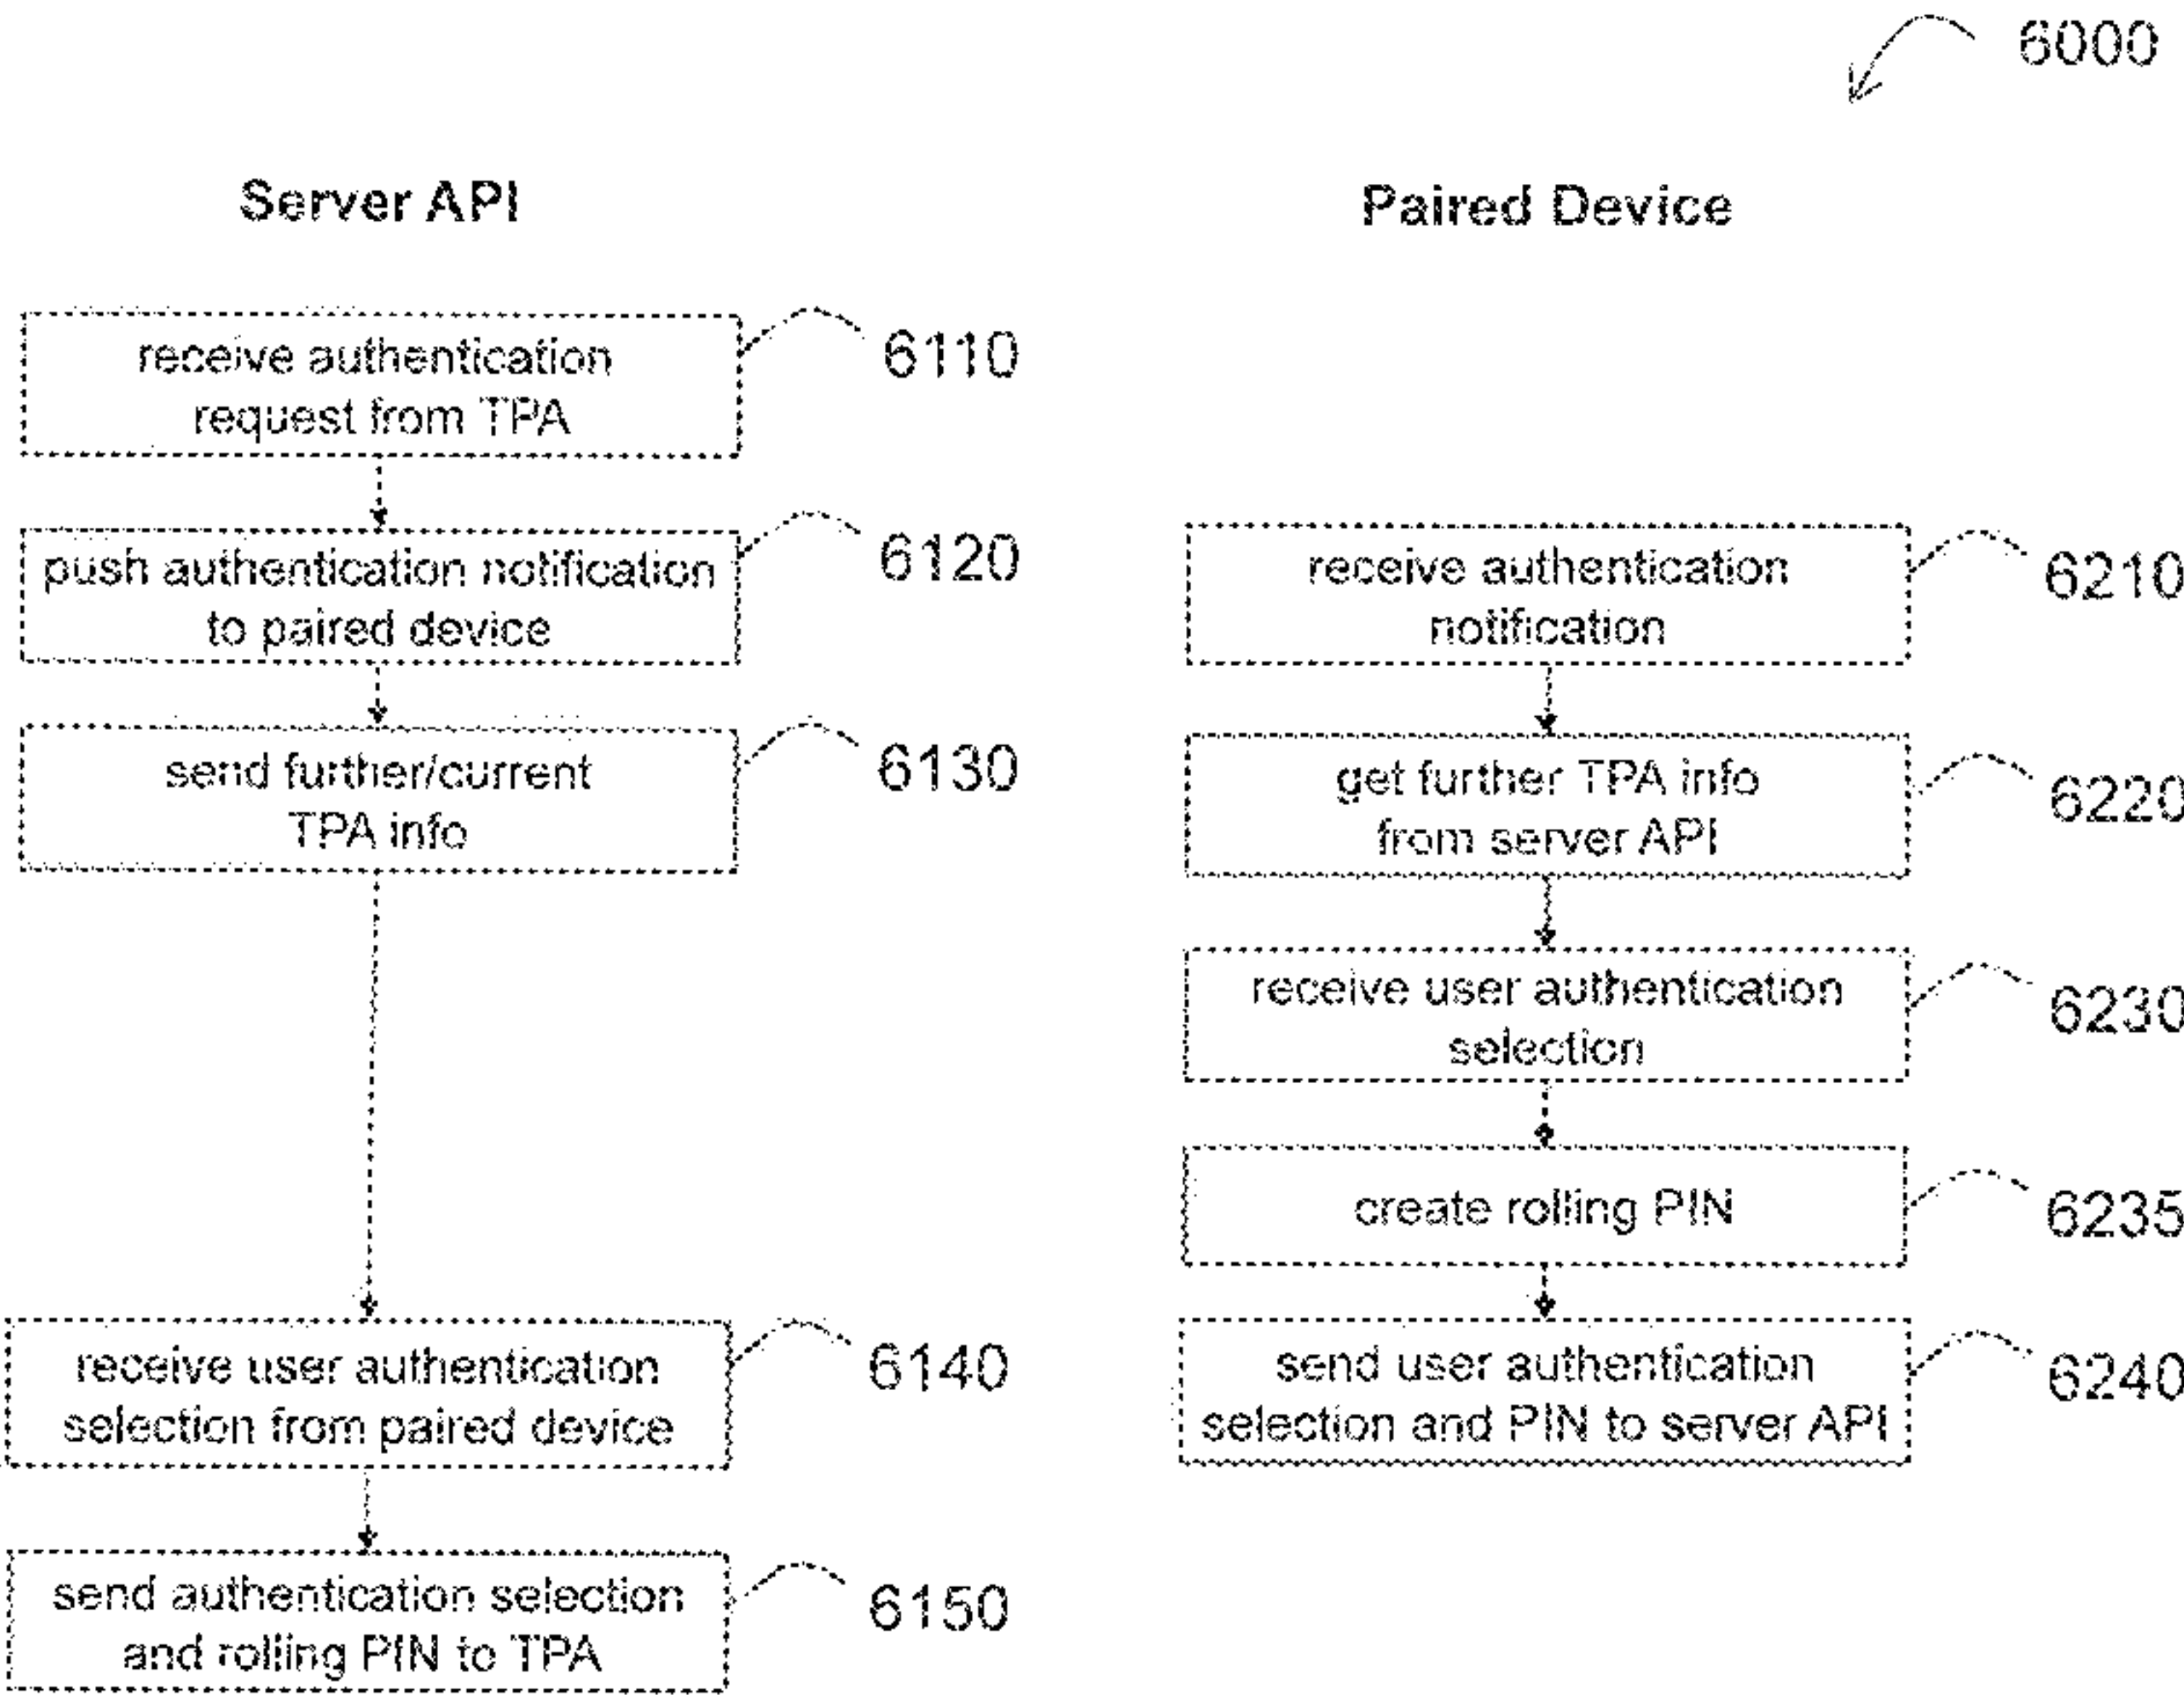 6000
Server API
Paired Device
receive authentication
request from TPA
6110
push authentication notification
to paired device
6120
receive authentication
notification
6210
send further/current
TPA info
6130
get further TPA info
from server API
6220
receive user authentication
selection
6230
create rolling PIN
6235
receive user authentication
selection from paired device
6140
send user authentication
selection and PIN to server API
6240
send authentication selection
and rolling PIN to TPA
6150